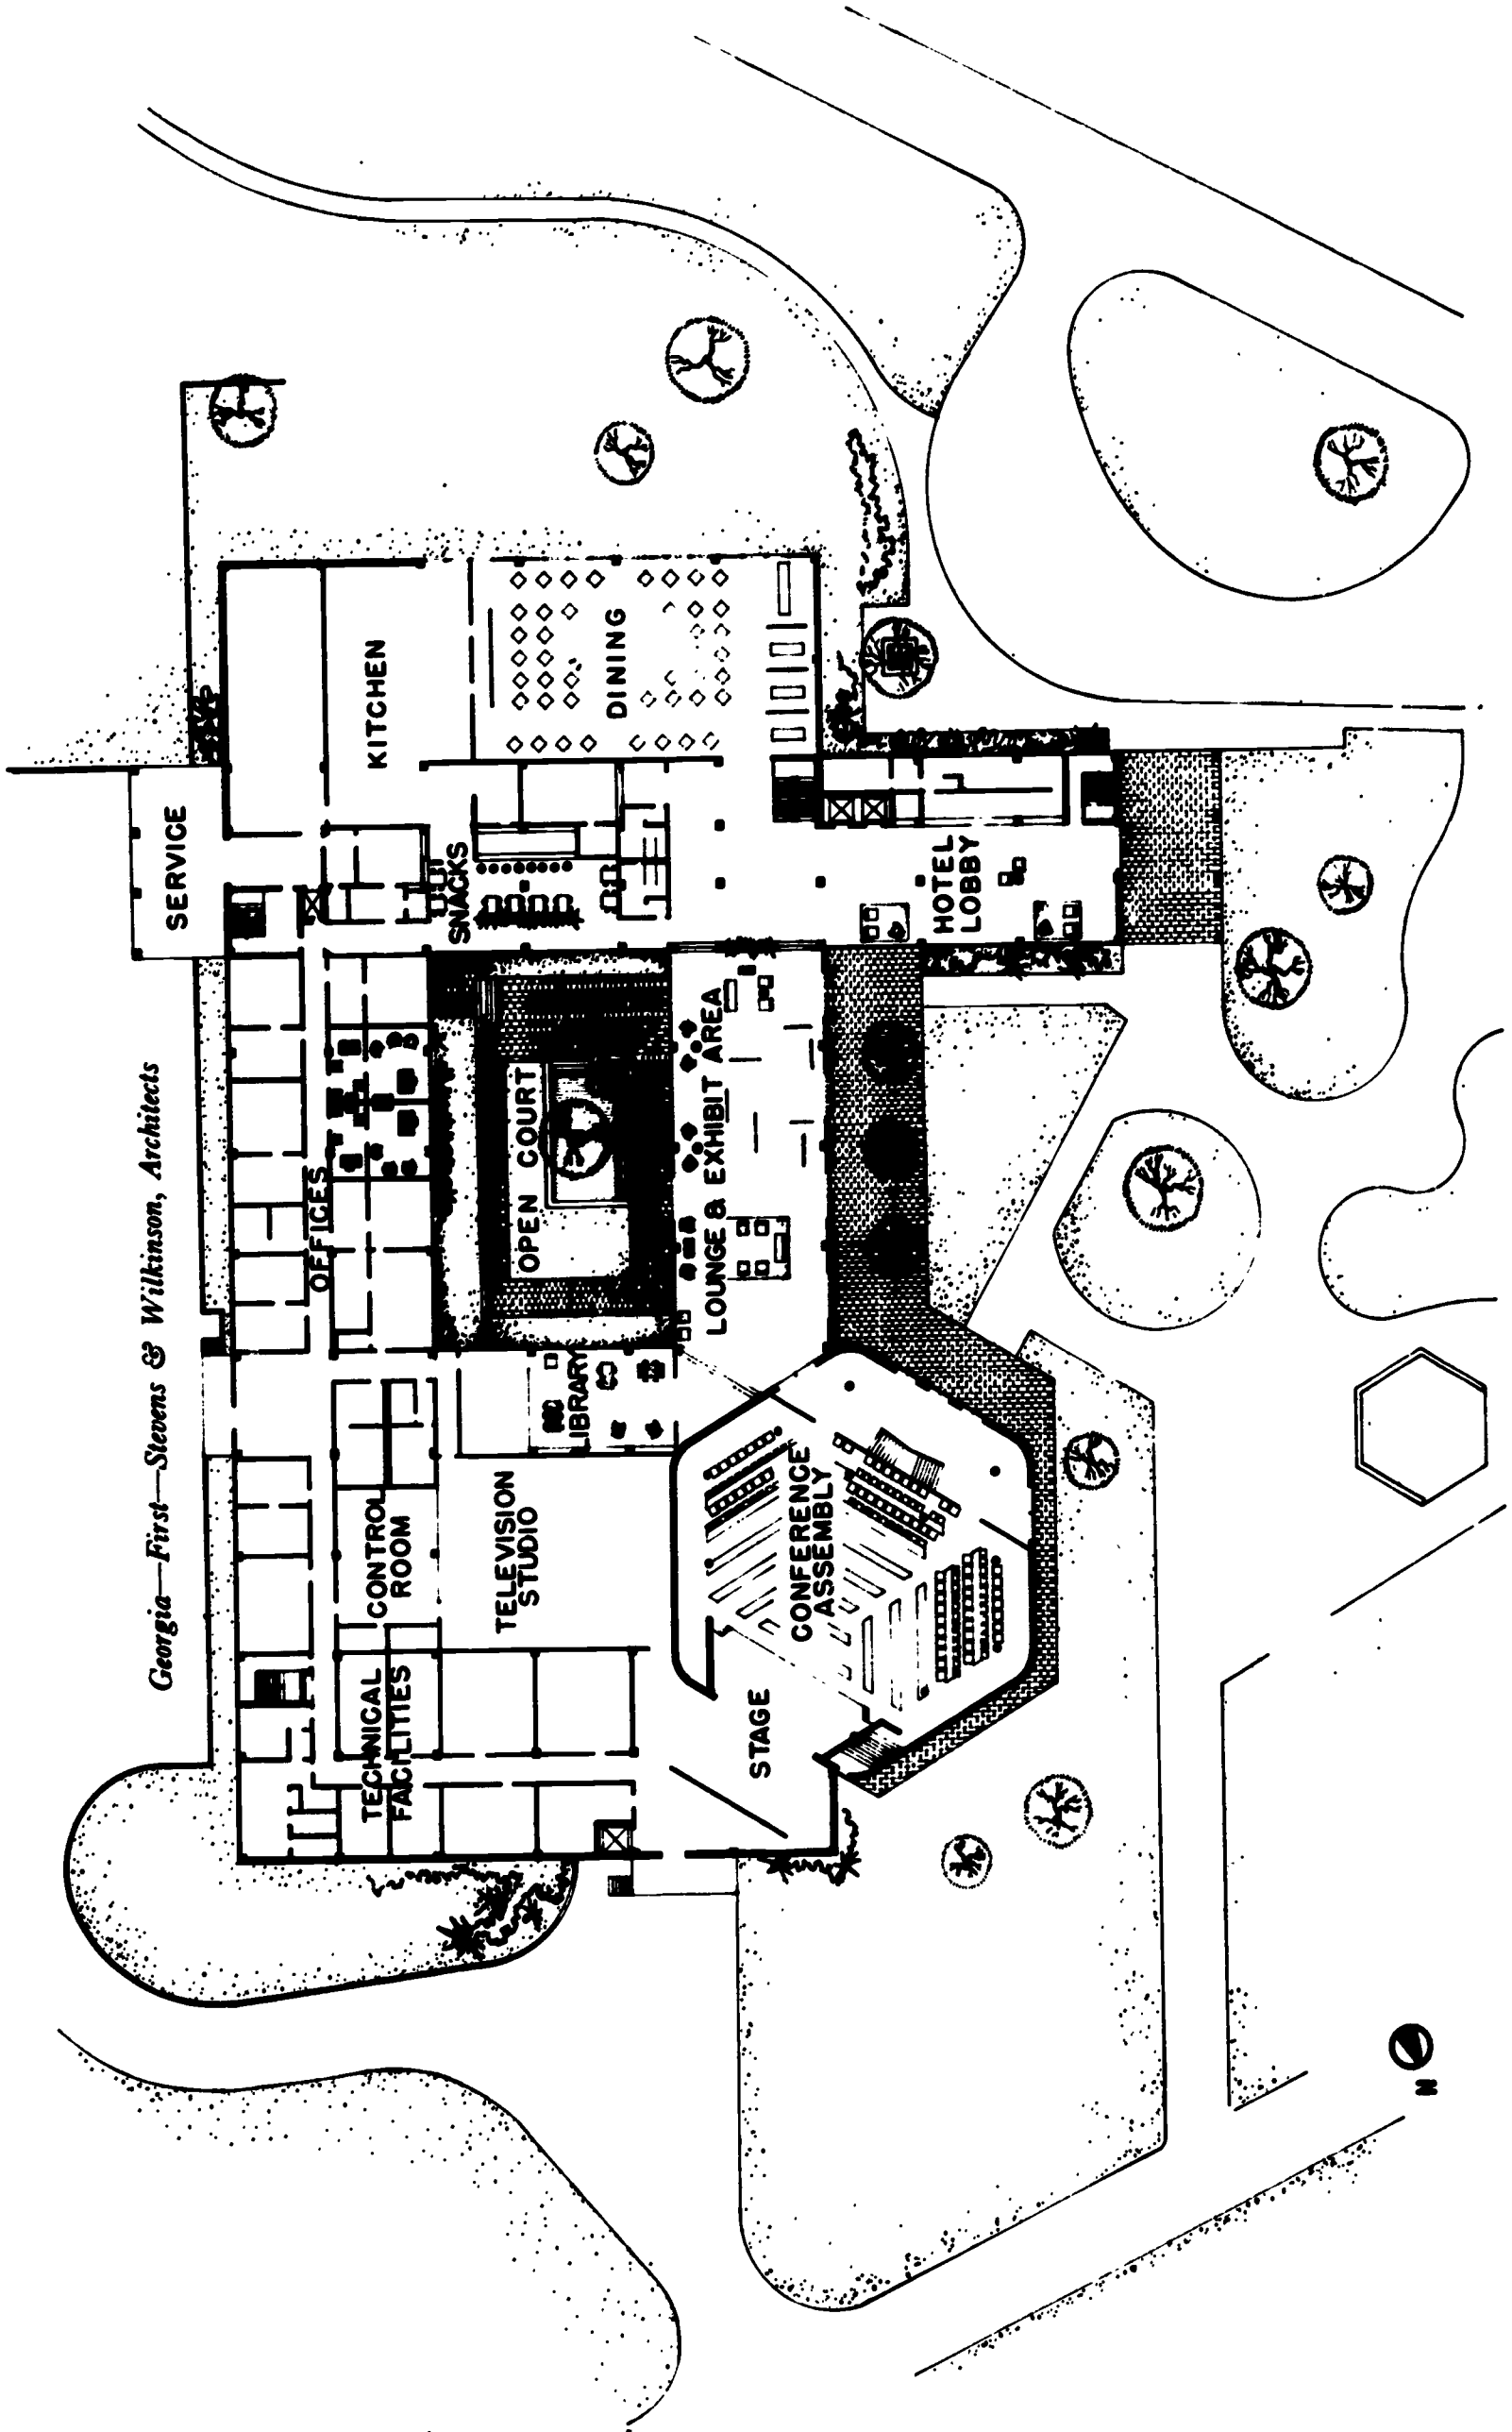 Georgia—First—Stevens & Wilkinson, Architects
SERVICE
KITCHEN
DINING
SNACKS
HOTEL
LOBBY
OFFICES
OPEN COURT
LOUNGE & EXHIBIT AREA
LIBRARY
CONTROL
ROOM
TELEVISION
STUDIO
CONFERENCE
ASSEMBLY
TECHNICAL
FACILITIES
STAGE
N